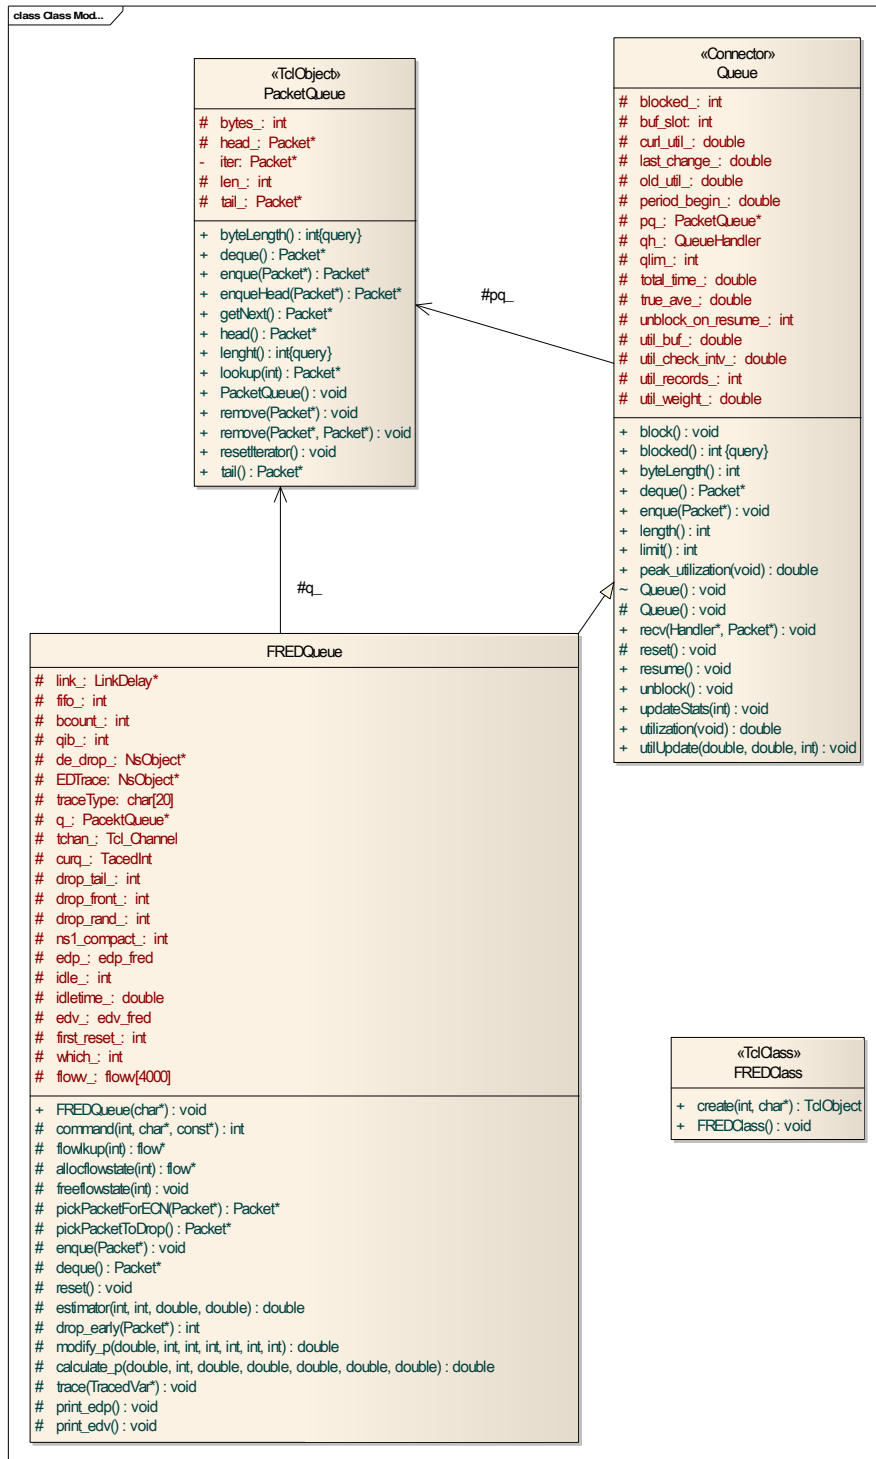 class Class Mod...
«TclObject»
PacketQueue
# bytes_: int
# head_: Packet*
- iter: Packet*
# len_: int
# tail_: Packet*
+ byteLength() : int{query}
+ deque() : Packet*
+ enque(Packet*) : Packet*
+ enqueHead(Packet*) : Packet*
+ getNext() : Packet*
+ head() : Packet*
+ lenght() : int{query}
+ lookup(int) : Packet*
+ PacketQueue() : void
+ remove(Packet*) : void
+ remove(Packet*, Packet*) : void
+ resetIterator() : void
+ tail() : Packet*
«Connector»
Queue
# blocked_: int
# buf_slot: int
# curl_util_: double
# last_change_: double
# old_util_: double
# period_begin_: double
# pq_: PacketQueue*
# qh_: QueueHandler
# qlim_: int
# total_time_: double
# true_ave_: double
# unblock_on_resume_: int
# util_buf_: double
# util_check_intv_: double
# util_records_: int
# util_weight_: double
+ block() : void
+ blocked() : int {query}
+ byteLength() : int
+ deque() : Packet*
+ enque(Packet*) : void
+ length() : int
+ limit() : int
+ peak_utilization(void) : double
~ Queue() : void
# Queue() : void
+ recv(Handler*, Packet*) : void
# reset() : void
+ resume() : void
+ unblock() : void
+ updateStats(int) : void
+ utilization(void) : double
+ utilUpdate(double, double, int) : void
#pq_
#q_
FREDQueue
# link_: LinkDelay*
# fifo_: int
# bcount_: int
# qib_: int
# de_drop_: NsObject*
# EDTrace: NsObject*
# traceType: char[20]
# q_: PacektQueue*
# tchan_: Tcl_Channel
# curq_: TacedInt
# drop_tail_: int
# drop_front_: int
# drop_rand_: int
# ns1_compact_: int
# edp_: edp_fred
# idle_: int
# idletime_: double
# edv_: edv_fred
# first_reset_: int
# which_: int
# flowv_: flowv[4000]
+ FREDQueue(char*) : void
# command(int, char*, const*) : int
# flowlkup(int) : flow*
# allocflowstate(int) : flow*
# freeflowstate(int) : void
# pickPacketForECN(Packet*) : Packet*
# pickPacketToDrop() : Packet*
# enque(Packet*) : void
# deque() : Packet*
# reset() : void
# estimator(int, int, double, double) : double
# drop_early(Packet*) : int
# modify_p(double, int, int, int, int, int, int) : double
# calculate_p(double, int, double, double, double, double, double) : double
# trace(TracedVar*) : void
# print_edp() : void
# print_edv() : void
«TclClass»
FREDClass
+ create(int, char*) : TclObject
+ FREDClass() : void